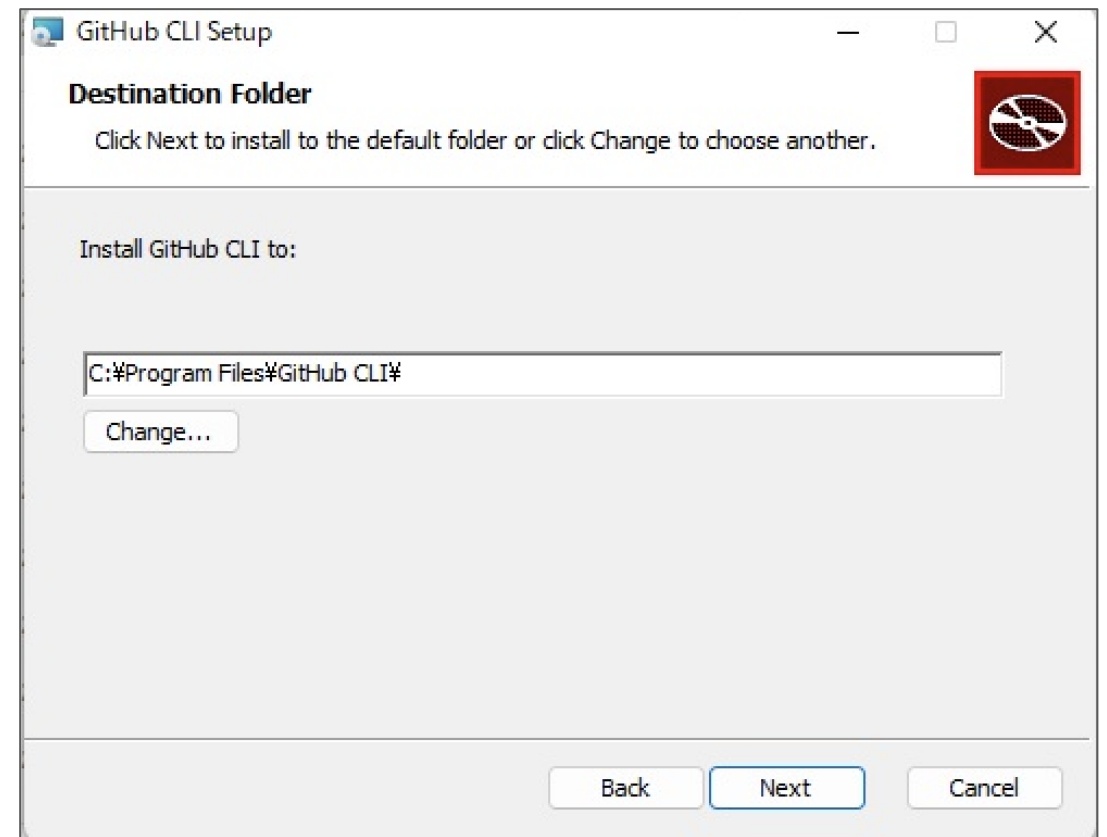 GitHub CLI Setup
Destination Folder
Click Next to install to the default folder or click Change to choose another.
Install GitHub CLI to:
C:¥Program Files¥GitHub CLI¥
Change...
Back Next Cancel